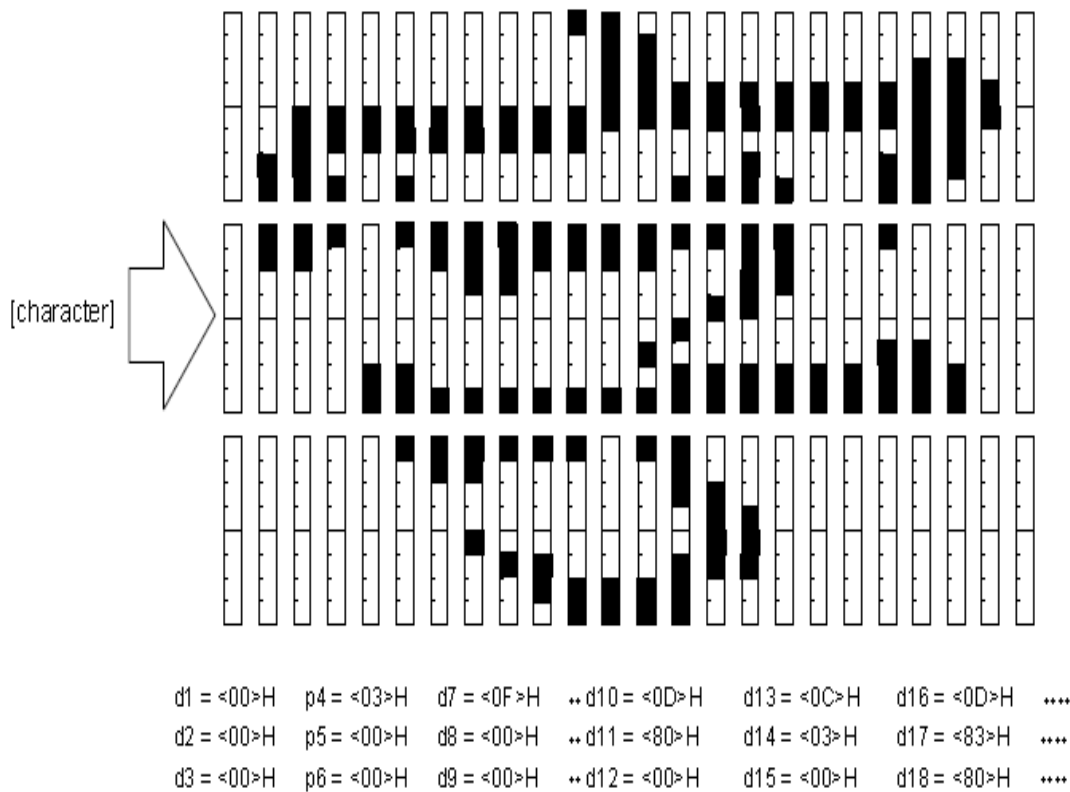 [character]
d1 = <00>H p4 = <03>H d7 = <0F>H ··d10 = <0D>H d13 = <0C>H d16 = <0D>H ····
d2 = <00>H p5 = <00>H d8 = <00>H ··d11 = <80>H d14 = <03>H d17 = <83>H ····
d3 = <00>H p6 = <00>H d9 = <00>H ··d12 = <00>H d15 = <00>H d18 = <80>H ····